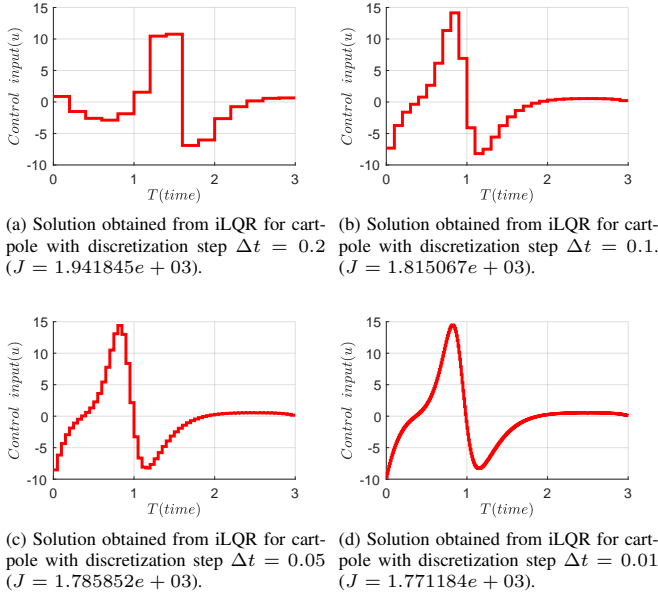 15
10
5
0
-5
-10
Control input(u)
0 1 2 3
T(time)
15
10
5
0
-5
-10
Control input(u)
0 1 2 3
T(time)
(a) Solution obtained from iLQR for cart-
pole with discretization step Δt = 0.2
(J = 1.941845e + 03).
(b) Solution obtained from iLQR for cart-
pole with discretization step Δt = 0.1.
(J = 1.815067e + 03).
15
10
5
0
-5
-10
Control input(u)
0 1 2 3
T(time)
15
10
5
0
-5
-10
Control input(u)
0 1 2 3
T(time)
(c) Solution obtained from iLQR for cart-
pole with discretization step Δt = 0.05
(J = 1.785852e + 03).
(d) Solution obtained from iLQR for cart-
pole with discretization step Δt = 0.01
(J = 1.771184e + 03).